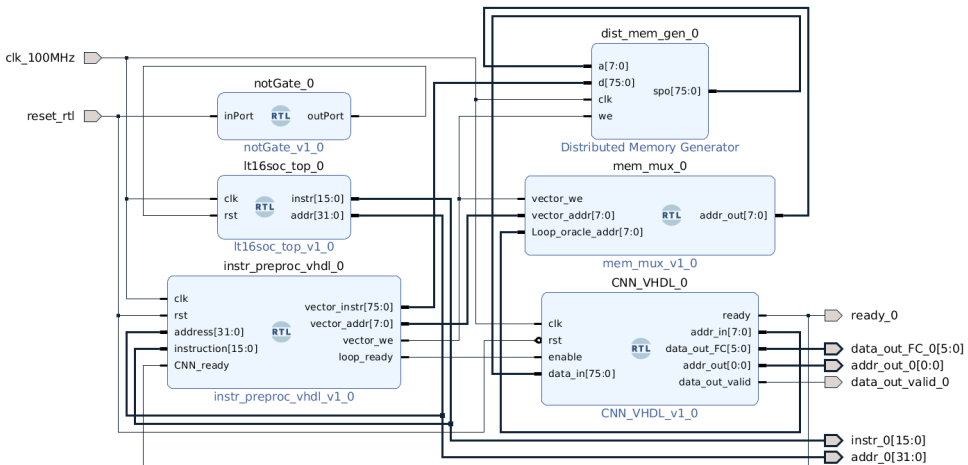 clk_100MHz
reset_rtl
notGate_0
inPort
RTL
outPort
notGate_v1_0
lt16soc_top_0
clk
rst
RTL
instr[15:0]
addr[31:0]
lt16soc_top_v1_0
instr_preproc_vhdl_0
clk
rst
address[31:0]
instruction[15:0]
CNN_ready
RTL
vector_instr[75:0]
vector_addr[7:0]
vector_we
loop_ready
instr_preproc_vhdl_v1_0
dist_mem_gen_0
a[7:0]
d[75:0]
clk
we
spo[75:0]
Distributed Memory Generator
mem_mux_0
vector_we
vector_addr[7:0]
Loop_oracle_addr[7:0]
RTL
addr_out[7:0]
mem_mux_v1_0
CNN_VHDL_0
clk
rst
enable
data_in[75:0]
RTL
ready
addr_in[7:0]
data_out_FC[5:0]
addr_out[0:0]
data_out_valid
CNN_VHDL_v1_0
ready_0
data_out_FC_0[5:0]
addr_out_0[0:0]
data_out_valid_0
instr_0[15:0]
addr_0[31:0]